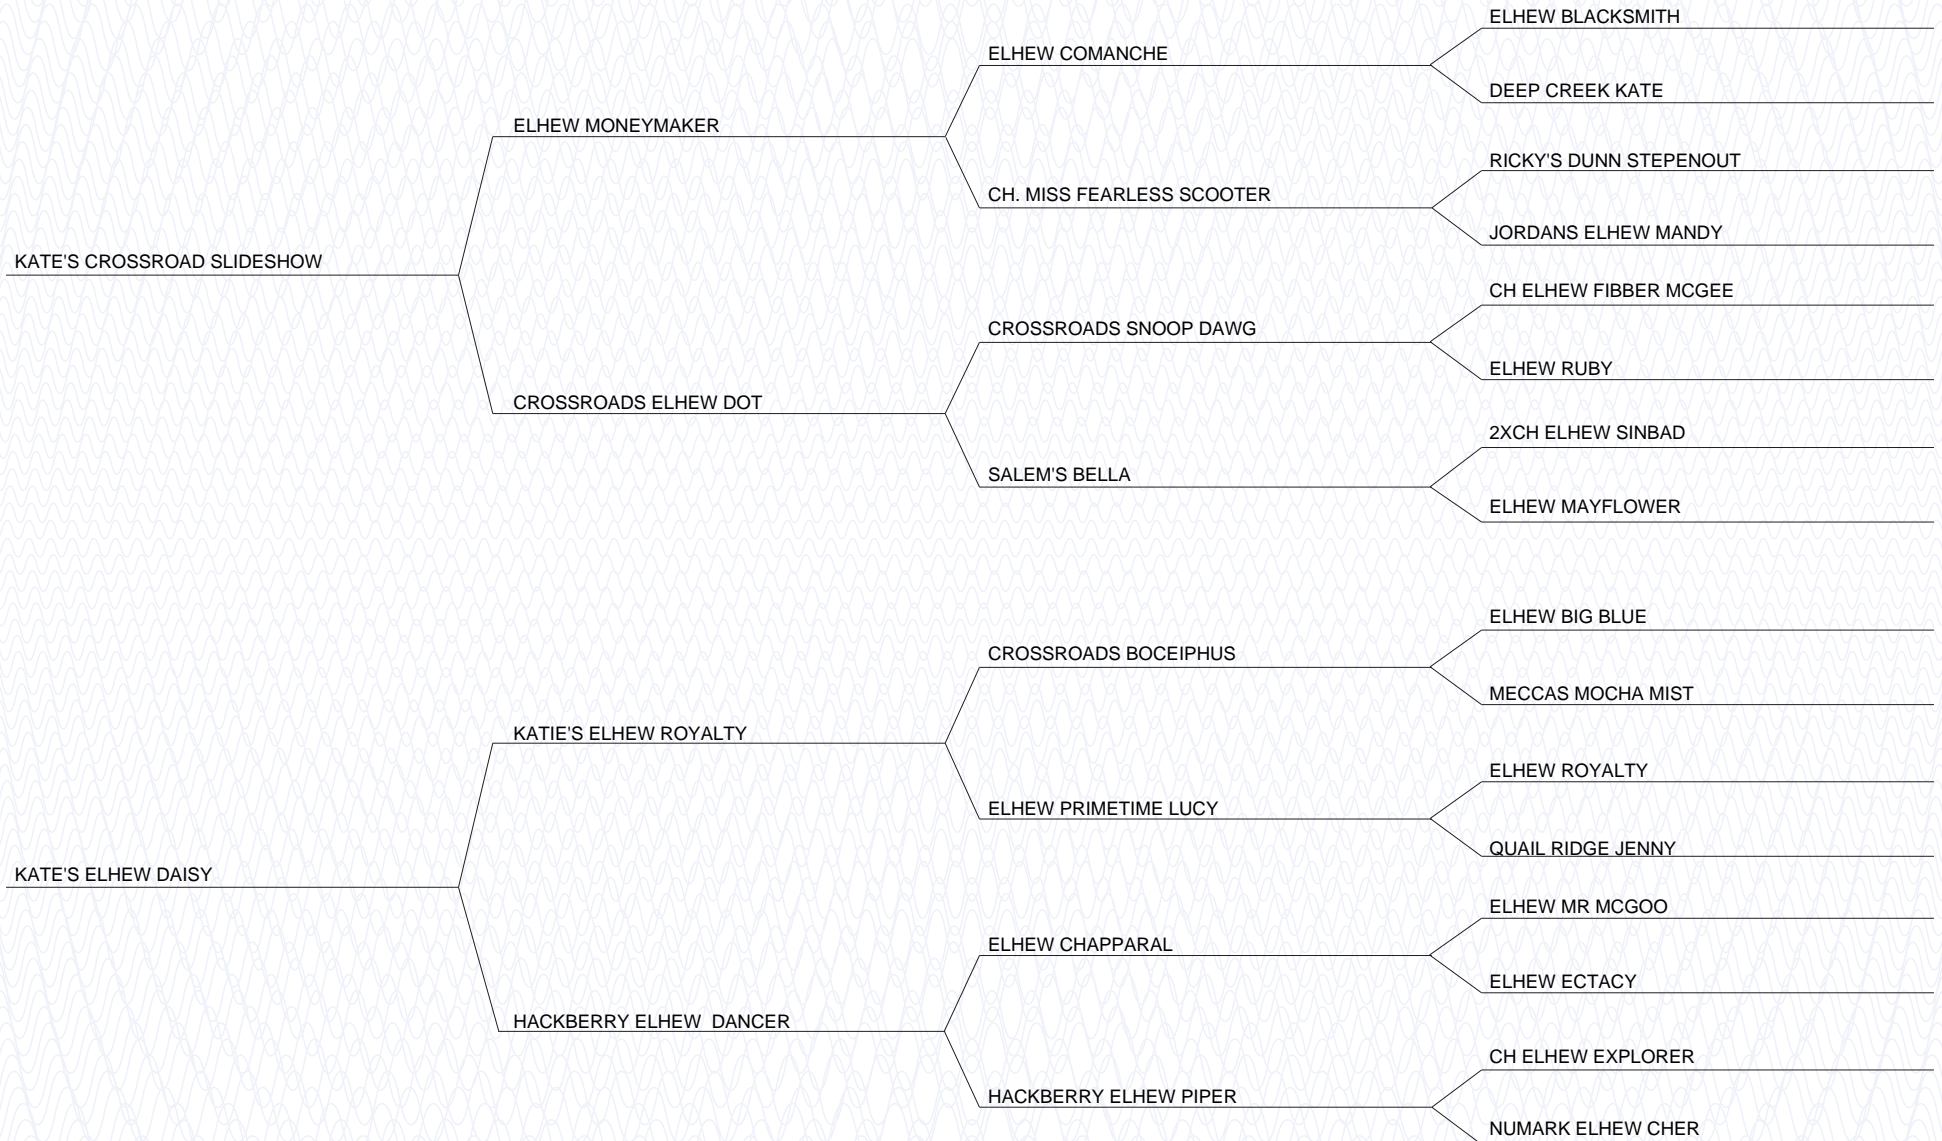 ELHEW BLACKSMITH
ELHEW COMANCHE
DEEP CREEK KATE
ELHEW MONEYMAKER
RICKY'S DUNN STEPENOUT
CH. MISS FEARLESS SCOOTER
JORDANS ELHEW MANDY
KATE'S CROSSROAD SLIDESHOW
CH ELHEW FIBBER MCGEE
CROSSROADS SNOOP DAWG
ELHEW RUBY
CROSSROADS ELHEW DOT
2XCH ELHEW SINBAD
SALEM'S BELLA
ELHEW MAYFLOWER
ELHEW BIG BLUE
CROSSROADS BOCEIPHUS
MECCAS MOCHA MIST
KATIE'S ELHEW ROYALTY
ELHEW ROYALTY
ELHEW PRIMETIME LUCY
QUAIL RIDGE JENNY
KATE'S ELHEW DAISY
ELHEW MR MCGOO
ELHEW CHAPPARAL
ELHEW ECTACY
HACKBERRY ELHEW  DANCER
CH ELHEW EXPLORER
HACKBERRY ELHEW PIPER
NUMARK ELHEW CHER